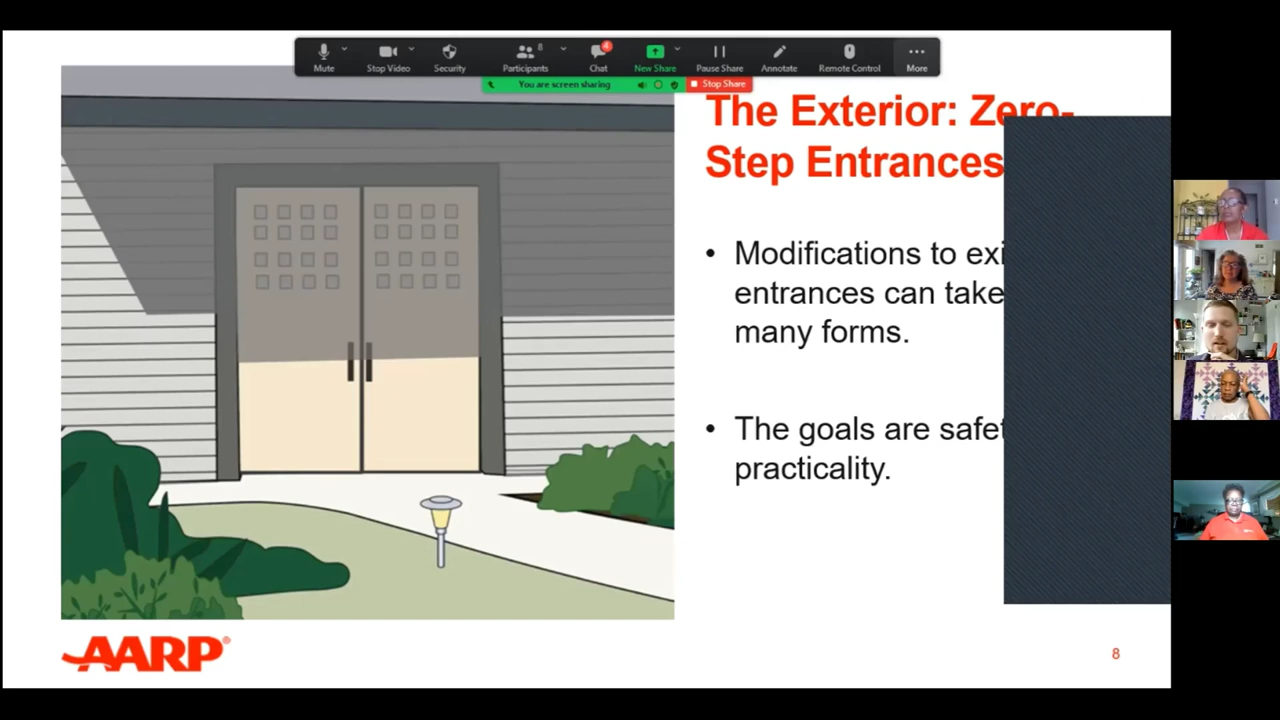 8
4
Mute
Stop Video
Security
Participants
Chat
New Share
Pause Share
Annotate
Remote Control
More
You are screen sharing
Stop Share
The Exterior: Zero-
Step Entrances
• Modifications to exi
entrances can take
many forms.
• The goals are safet
practicality.
AARP®
8